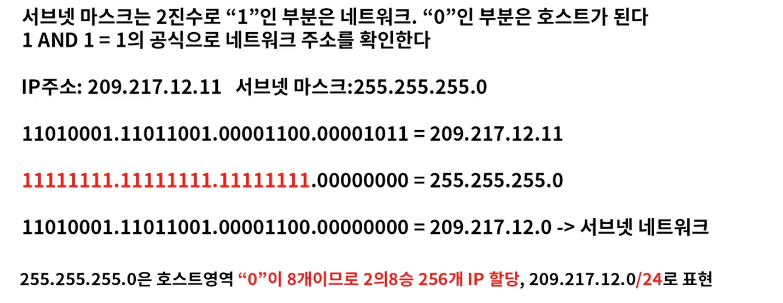 서브넷 마스크는 2진수로 “1”인 부분은 네트워크. “0”인 부분은 호스트가 된다
1 AND 1 = 1의 공식으로 네트워크 주소를 확인한다
IP주소: 209.217.12.11 서브넷 마스크:255.255.255.0
11010001.11011001.00001100.00001011 = 209.217.12.11
11111111.11111111.11111111.00000000 = 255.255.255.0
11010001.11011001.00001100.00000000 = 209.217.12.0 -> 서브넷 네트워크
255.255.255.0은 호스트영역 “0”이 8개이므로 2의8승 256개 IP 할당, 209.217.12.0/24로 표현